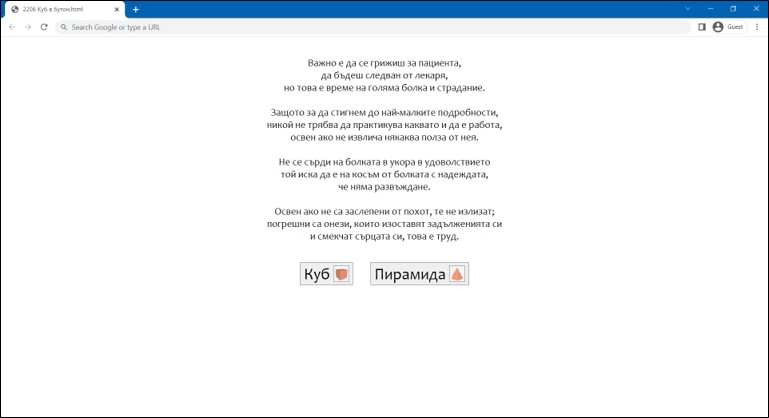 2206 Куб в бутон.html
Search Google or type a URL
Guest
Важно е да се грижиш за пациента,
да бъдеш следван от лекаря,
но това е време на голяма болка и страдание.
Защото за да стигнем до най-малките подробности,
никой не трябва да практикува каквато и да е работа,
освен ако не извлича някаква полза от нея.
Не се сърди на болката в укора в удоволствието
той иска да е на косъм от болката с надеждата,
че няма развъждане.
Освен ако не са заслепени от похот, те не излизат;
погрешни са онези, които изоставят задълженията си
и смекчат сърцата си, това е труд.
Куб Пирамида